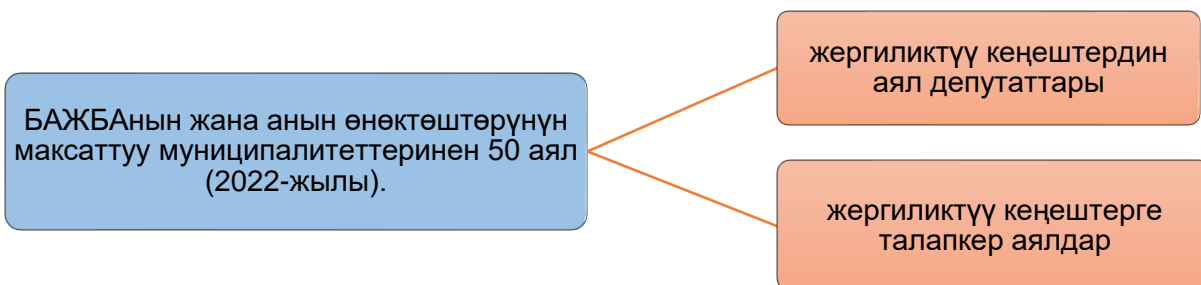 БАЖБАнын жана анын өнөктөштөрүнүн
максаттуу муниципалитеттеринен 50 аял
(2022-жылы).
жергиликтүү кеңештердин
аял депутаттары
жергиликтүү кеңештерге
талапкер аялдар